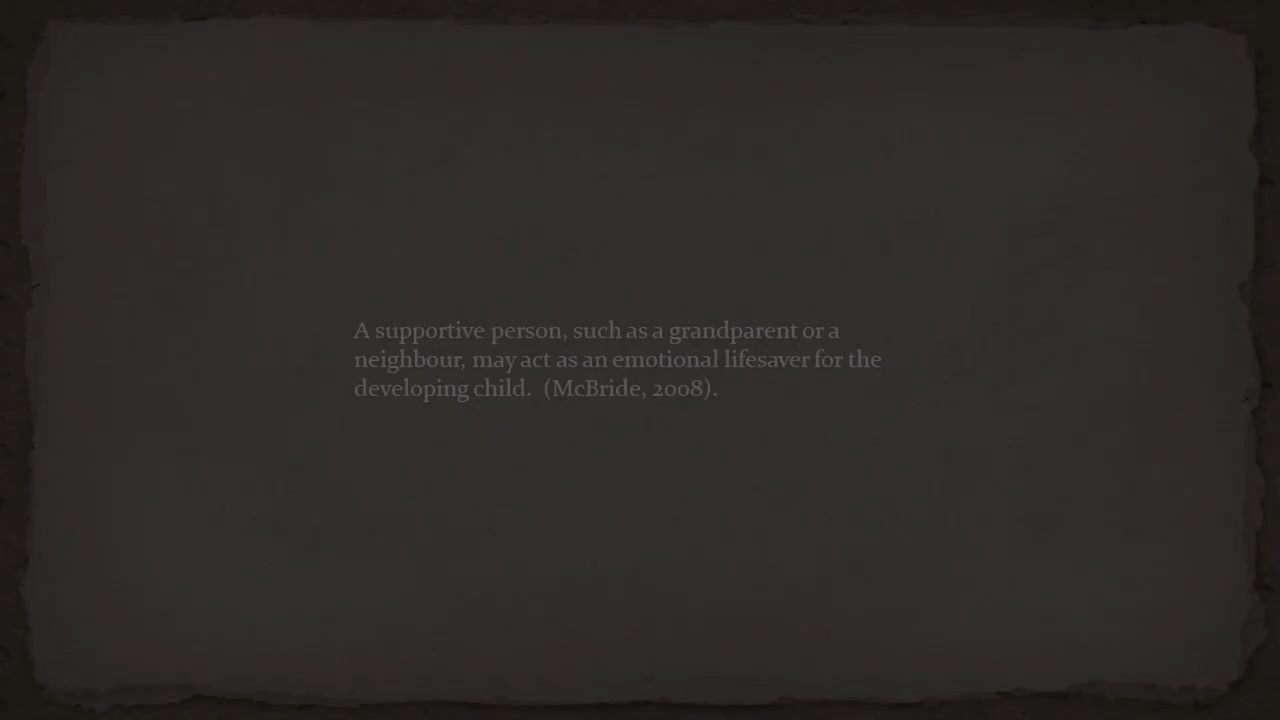 A supportive person, such as a grandparent or a
neighbour, may act as an emotional lifesaver for the
developing child.  (McBride, 2008).